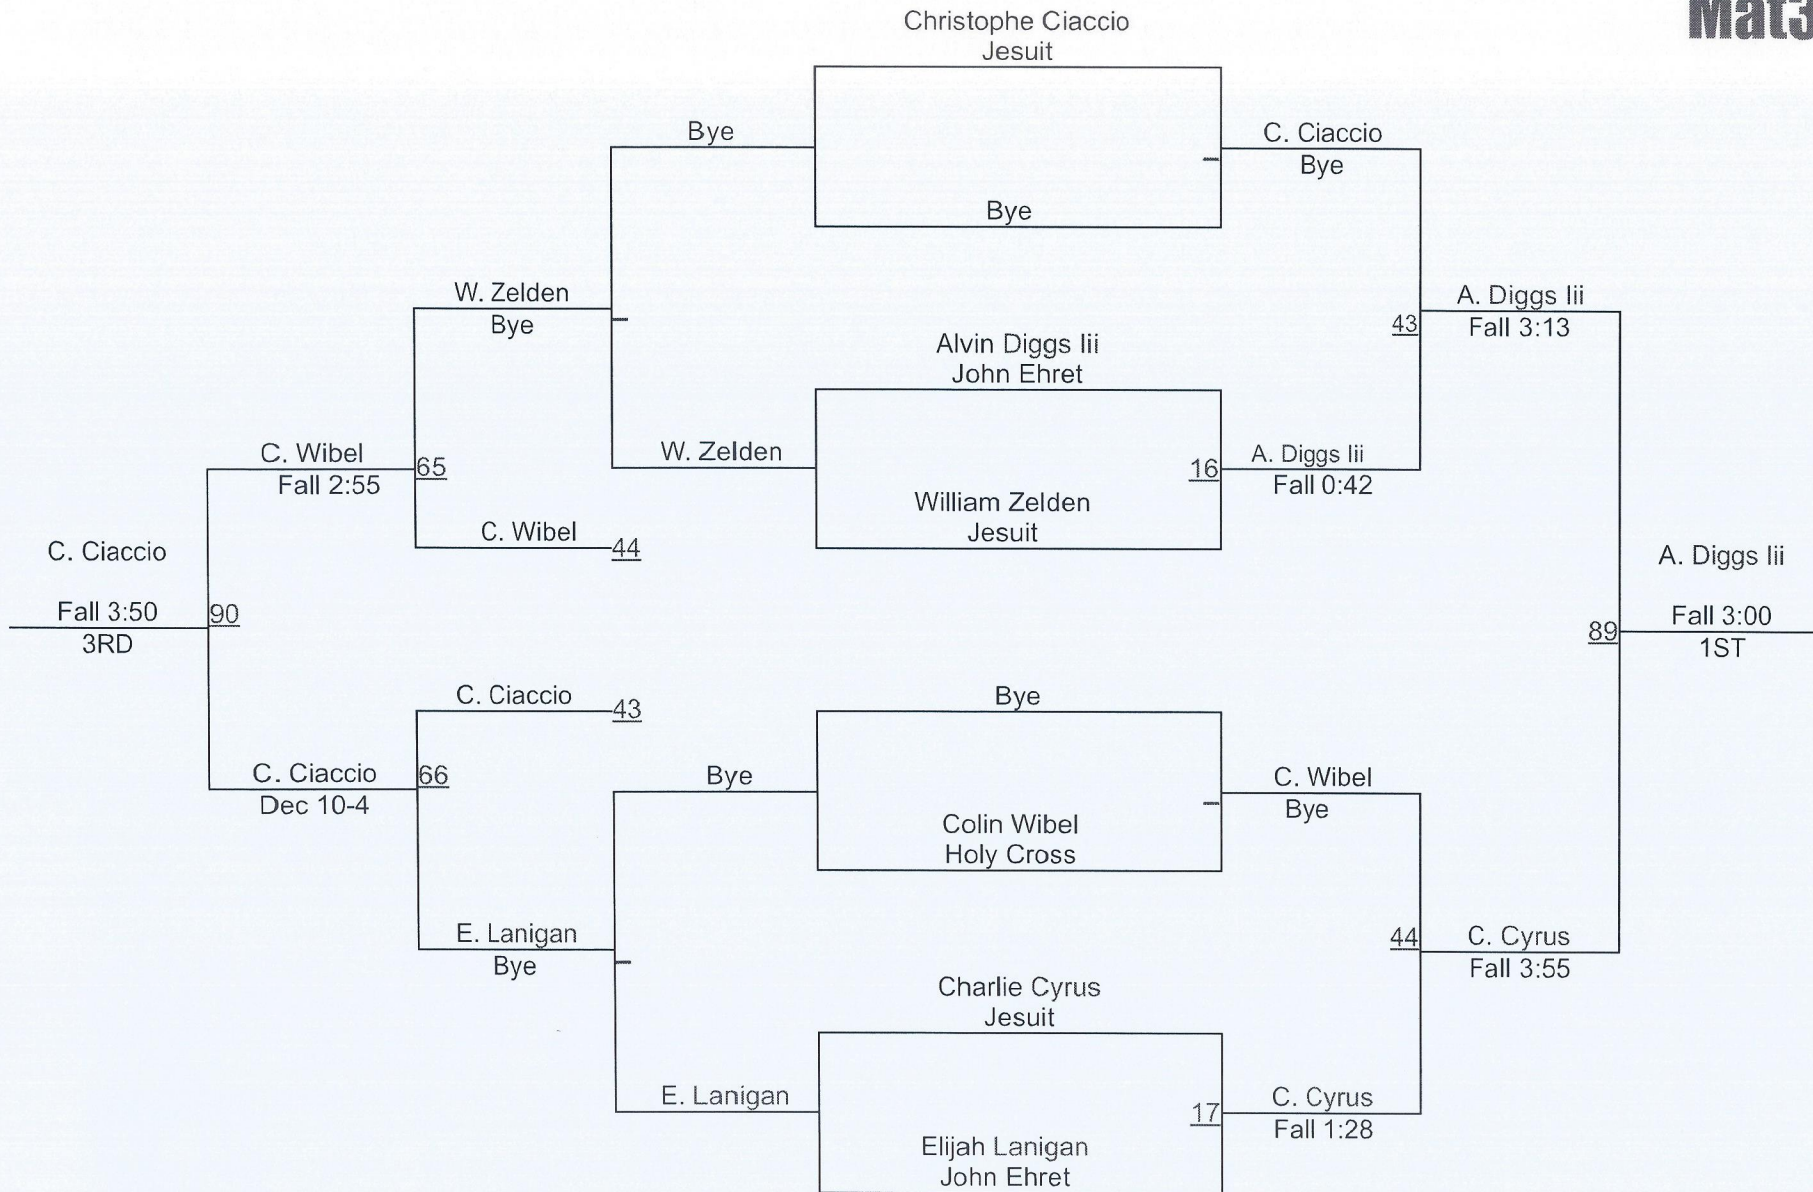 Mat3
Christophe Ciaccio
Jesuit
Bye
C. Ciaccio
Bye
Bye
W. Zelden
Bye
A. Diggs Iii
Fall 3:13
43
Alvin Diggs Iii
John Ehret
C. Wibel
Fall 2:55
65
W. Zelden
16
A. Diggs Iii
Fall 0:42
William Zelden
Jesuit
C. Wibel
44
C. Ciaccio
Fall 3:50
3RD
90
A. Diggs Iii
Fall 3:00
1ST
89
C. Ciaccio
43
Bye
C. Ciaccio
Dec 10-4
66
Bye
C. Wibel
Bye
Colin Wibel
Holy Cross
E. Lanigan
Bye
44
C. Cyrus
Fall 3:55
Charlie Cyrus
Jesuit
E. Lanigan
17
C. Cyrus
Fall 1:28
Elijah Lanigan
John Ehret